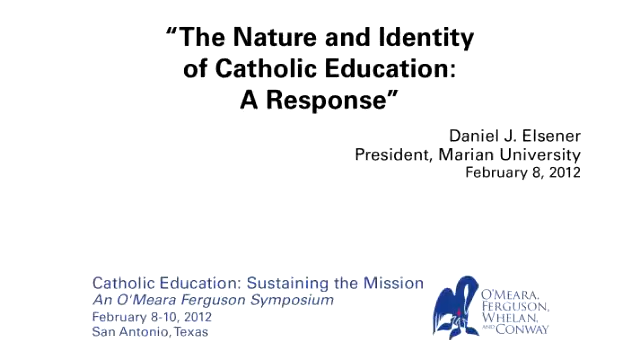 “The Nature and Identity
of Catholic Education:
A Response”
Daniel J. Elsener
President, Marian University
February 8, 2012
Catholic Education: Sustaining the Mission
An O'Meara Ferguson Symposium
February 8-10, 2012
San Antonio, Texas
O'MEARA,
FERGUSON,
WHELAN,
AND CONWAY